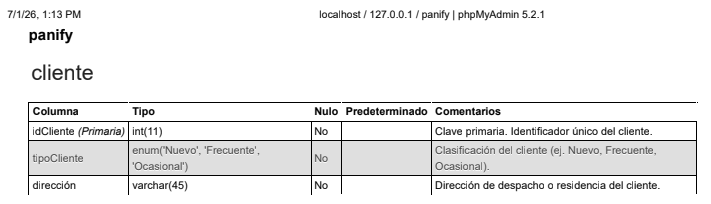 7/1/26, 1:13 PM localhost / 127.0.0.1 / panify | phpMyAdmin 5.2.1
panify
cliente
Columna Tipo Nulo Predeterminado Comentarios
idCliente (Primaria) int(11) No Clave primaria. Identificador único del cliente.
tipoCliente enum('Nuevo', 'Frecuente', 'Ocasional') No Clasificación del cliente (ej. Nuevo, Frecuente, Ocasional).
dirección varchar(45) No Dirección de despacho o residencia del cliente.